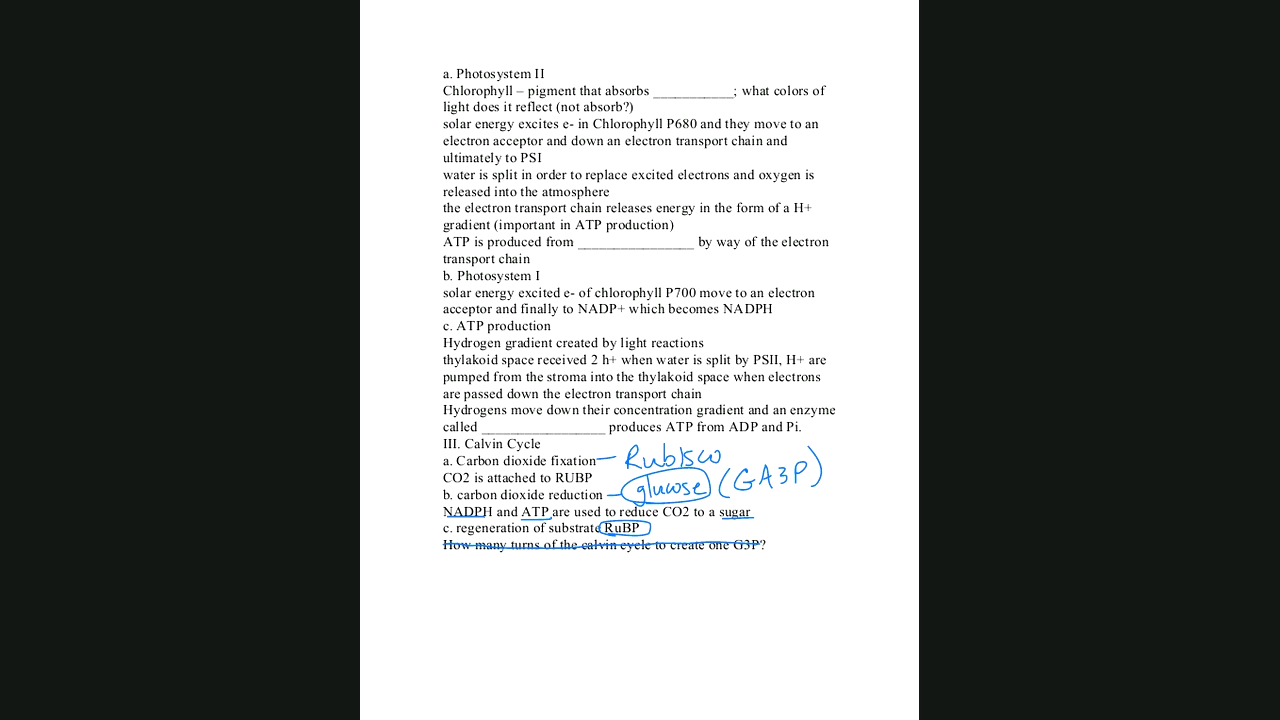 a. Photosystem II
Chlorophyll – pigment that absorbs ___________; what colors of
light does it reflect (not absorb?)
solar energy excites e- in Chlorophyll P680 and they move to an
electron acceptor and down an electron transport chain and
ultimately to PSI
water is split in order to replace excited electrons and oxygen is
released into the atmosphere
the electron transport chain releases energy in the form of a H+
gradient (important in ATP production)
ATP is produced from ________________ by way of the electron
transport chain
b. Photosystem I
solar energy excited e- of chlorophyll P700 move to an electron
acceptor and finally to NADP+ which becomes NADPH
c. ATP production
Hydrogen gradient created by light reactions
thylakoid space received 2 h+ when water is split by PSII, H+ are
pumped from the stroma into the thylakoid space when electrons
are passed down the electron transport chain
Hydrogens move down their concentration gradient and an enzyme
called _________________ produces ATP from ADP and Pi.
III. Calvin Cycle
a. Carbon dioxide fixation — Rubisco
CO2 is attached to RUBP
b. carbon dioxide reduction — glucose (GA3P)
NADPH and ATP are used to reduce CO2 to a sugar
c. regeneration of substrate RuBP
How many turns of the calvin cycle to create one G3P?